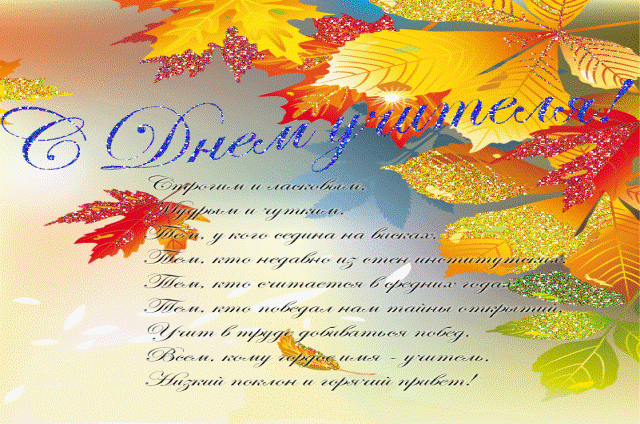 С Днем учителя!
Строгим и ласковым,
Мудрым и чутким,
Тем, у кого седина на висках,
Тем, кто недавно из стен институтских,
Тем, кто считается в средних годах.
Тем, кто поведал нам тайны открытий,
Учит в труде добиваться побед,
Всем, кому гордое имя - учитель,
Низкий поклон и горячий привет!